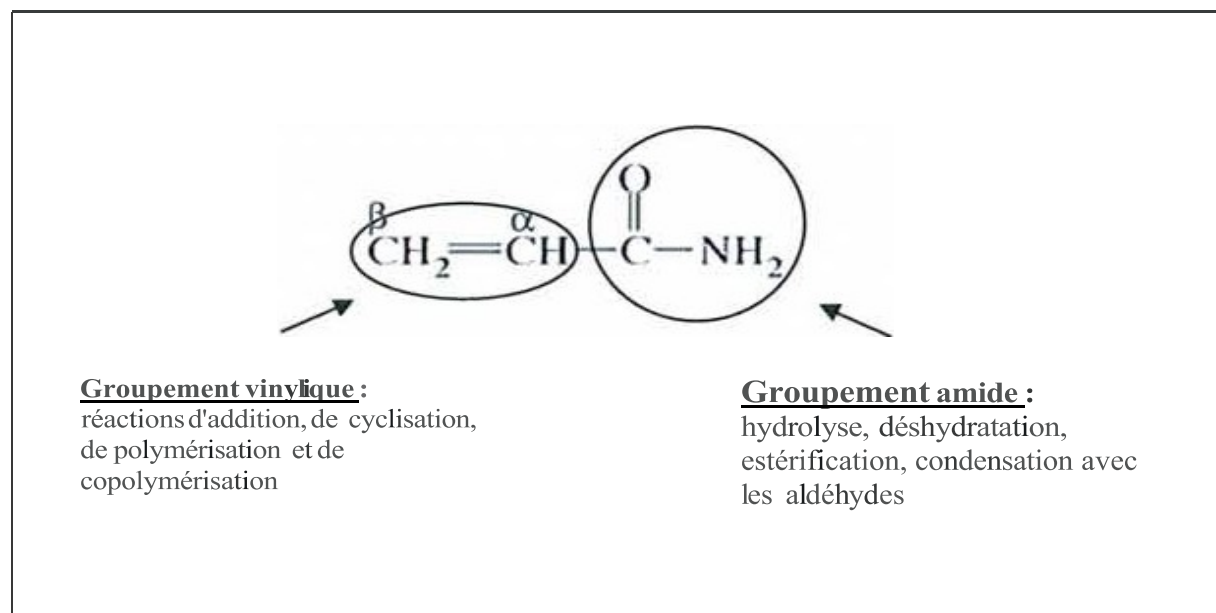 O
β α
CH₂=CH—C—NH₂
Groupement vinylique :
réactions d'addition, de cyclisation,
de polymérisation et de
copolymérisation
Groupement amide :
hydrolyse, déshydratation,
estérification, condensation avec
les aldéhydes